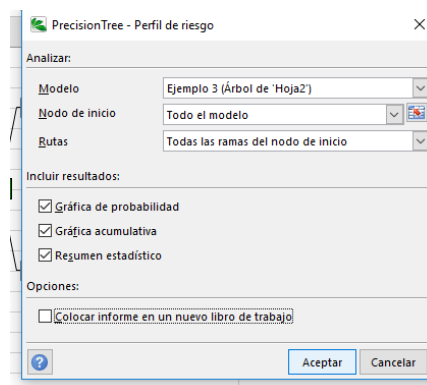 PrecisionTree - Perfil de riesgo
Analizar:
Modelo Ejemplo 3 (Árbol de 'Hoja2')
Nodo de inicio Todo el modelo
Rutas Todas las ramas del nodo de inicio
Incluir resultados:
Gráfica de probabilidad
Gráfica acumulativa
Resumen estadístico
Opciones:
Colocar informe en un nuevo libro de trabajo
? Aceptar Cancelar